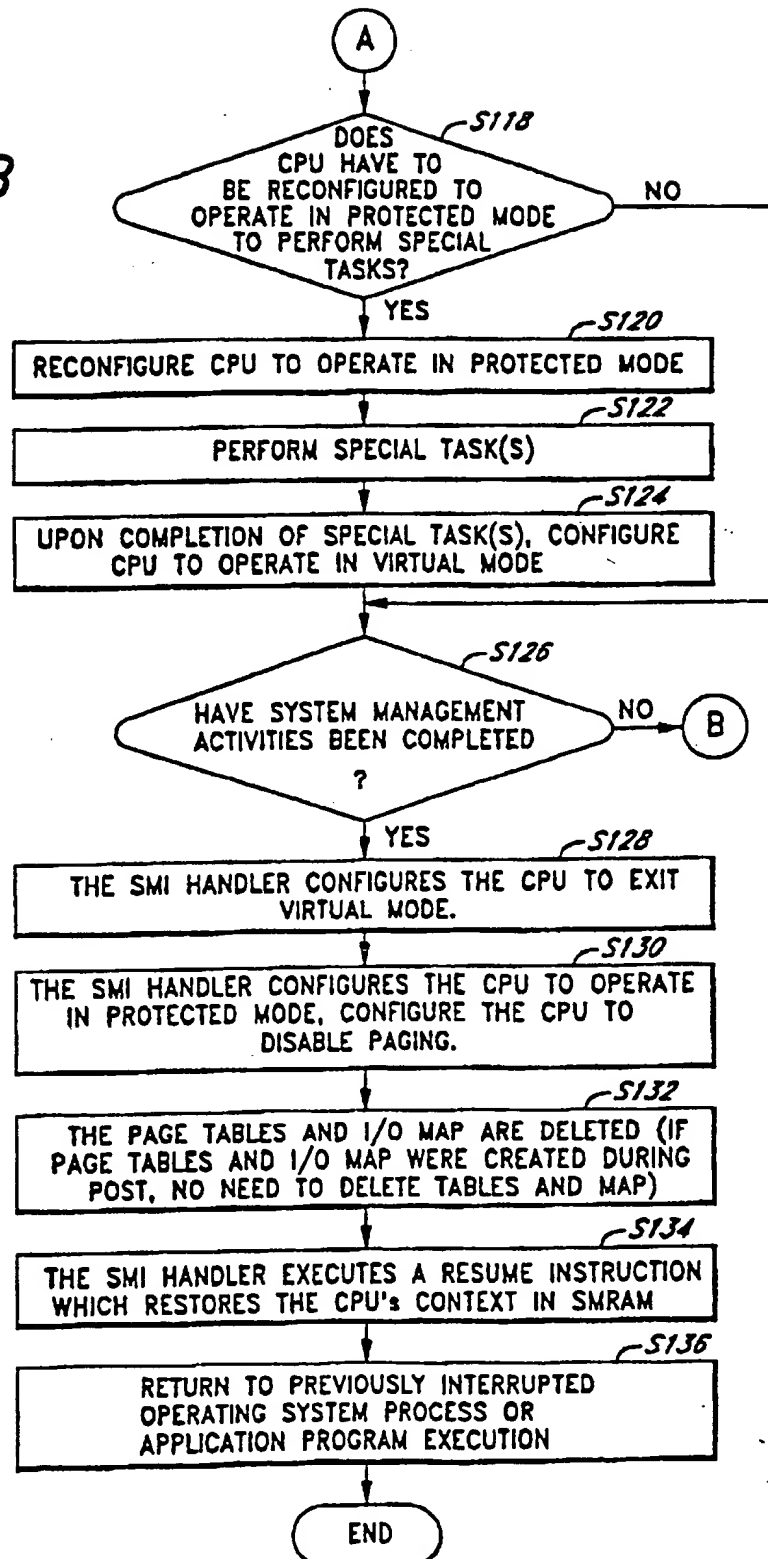 A
S118
DOES
CPU HAVE TO
BE RECONFIGURED TO
OPERATE IN PROTECTED MODE
TO PERFORM SPECIAL
TASKS?
NO
YES
S120
RECONFIGURE CPU TO OPERATE IN PROTECTED MODE
S122
PERFORM SPECIAL TASK(S)
S124
UPON COMPLETION OF SPECIAL TASK(S), CONFIGURE
CPU TO OPERATE IN VIRTUAL MODE
S126
HAVE SYSTEM MANAGEMENT
ACTIVITIES BEEN COMPLETED
?
NO
B
YES
S128
THE SMI HANDLER CONFIGURES THE CPU TO EXIT
VIRTUAL MODE.
S130
THE SMI HANDLER CONFIGURES THE CPU TO OPERATE
IN PROTECTED MODE, CONFIGURE THE CPU TO
DISABLE PAGING.
S132
THE PAGE TABLES AND I/O MAP ARE DELETED (IF
PAGE TABLES AND I/O MAP WERE CREATED DURING
POST, NO NEED TO DELETE TABLES AND MAP)
S134
THE SMI HANDLER EXECUTES A RESUME INSTRUCTION
WHICH RESTORES THE CPU's CONTEXT IN SMRAM
S136
RETURN TO PREVIOUSLY INTERRUPTED
OPERATING SYSTEM PROCESS OR
APPLICATION PROGRAM EXECUTION
END